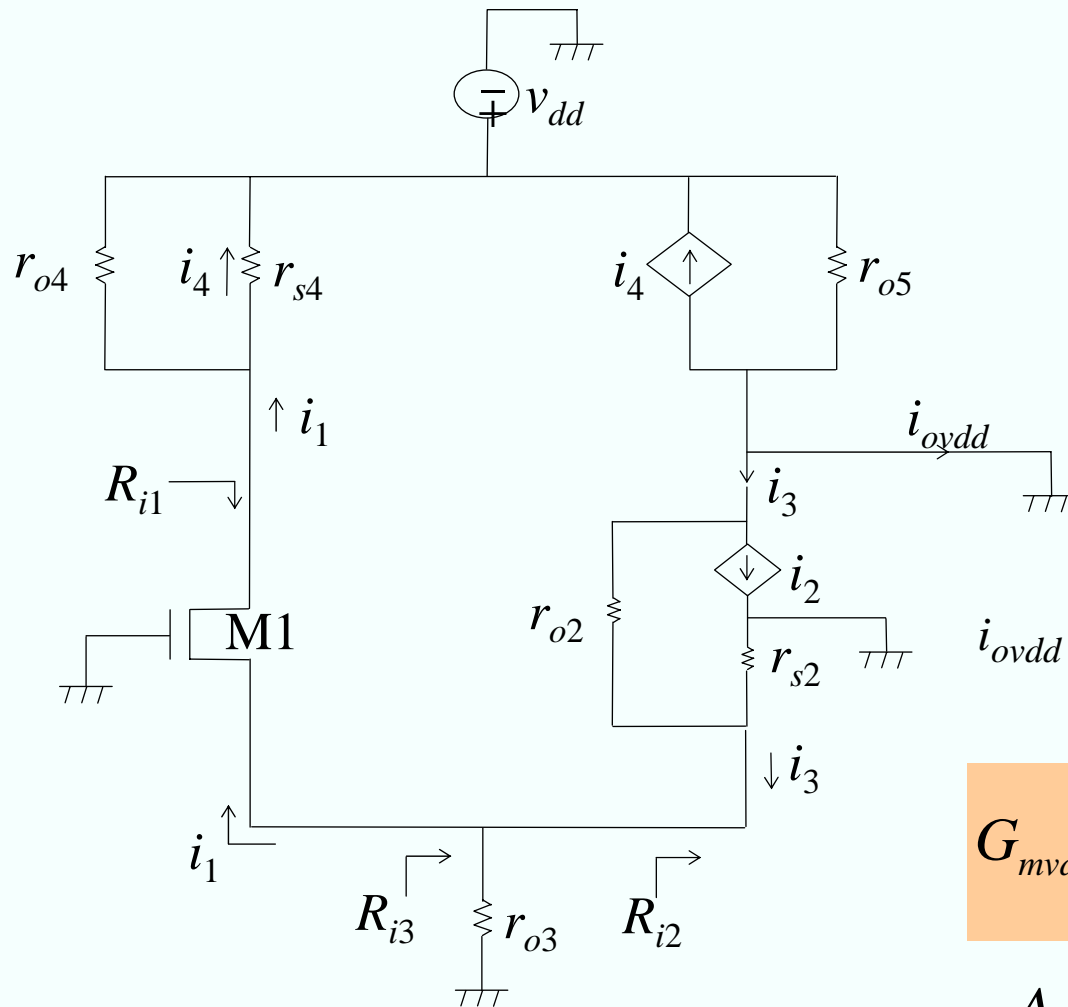 − + v_dd
r_o4 i_4 r_s4 i_4 r_o5
i_1 i_ovdd
R_i1 i_3
M1 r_o2 i_2 r_s2 i_ovdd
i_3
i_1 G_mv
R_i3 r_o3 R_i2